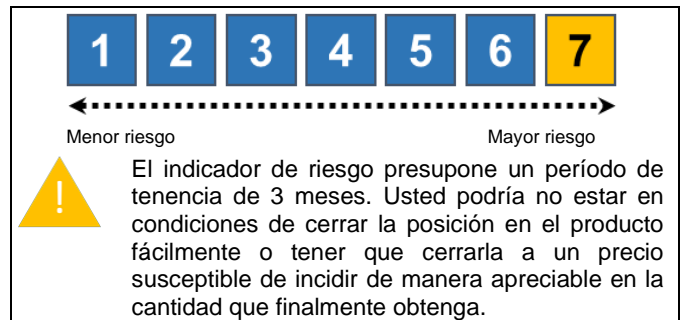 1 2 3 4 5 6 7
Menor riesgo Mayor riesgo
! El indicador de riesgo presupone un período de
tenencia de 3 meses. Usted podría no estar en
condiciones de cerrar la posición en el producto
fácilmente o tener que cerrarla a un precio
susceptible de incidir de manera apreciable en la
cantidad que finalmente obtenga.